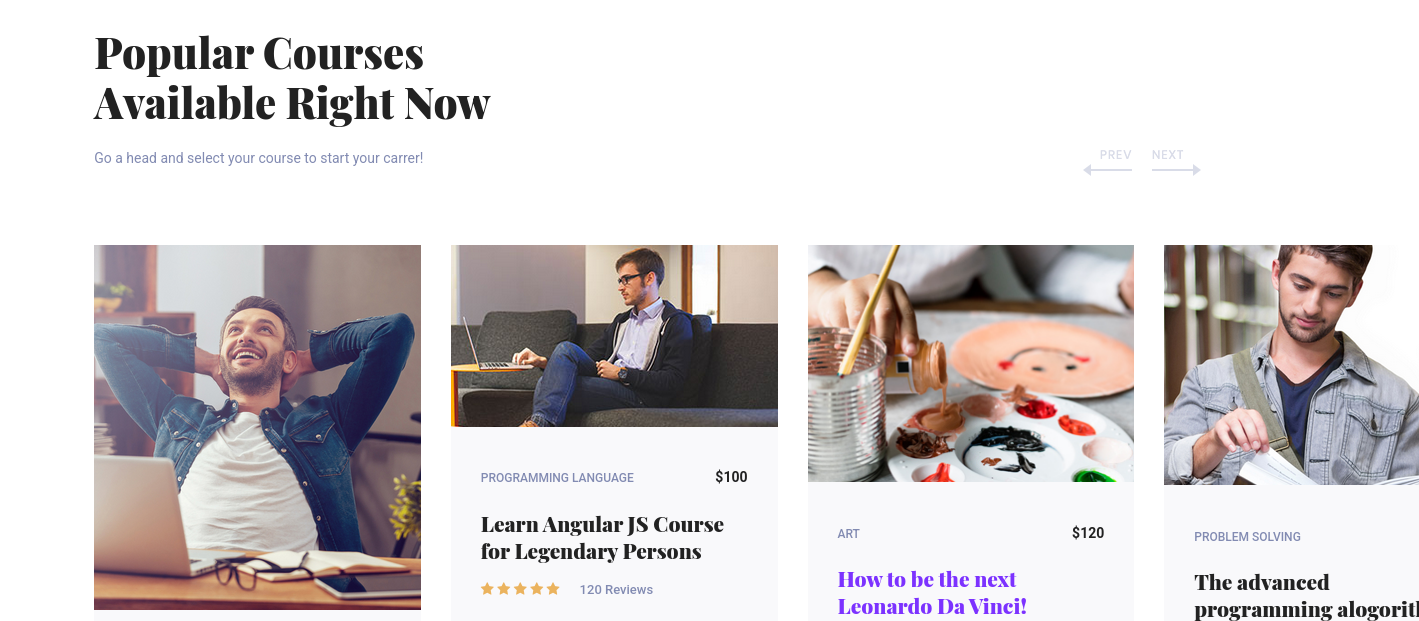 Popular Courses
Available Right Now
Go a head and select your course to start your carrer!
PREV
NEXT
PROGRAMMING LANGUAGE
$100
Learn Angular JS Course
for Legendary Persons
120 Reviews
ART
$120
How to be the next
Leonardo Da Vinci!
PROBLEM SOLVING
The advanced
programming